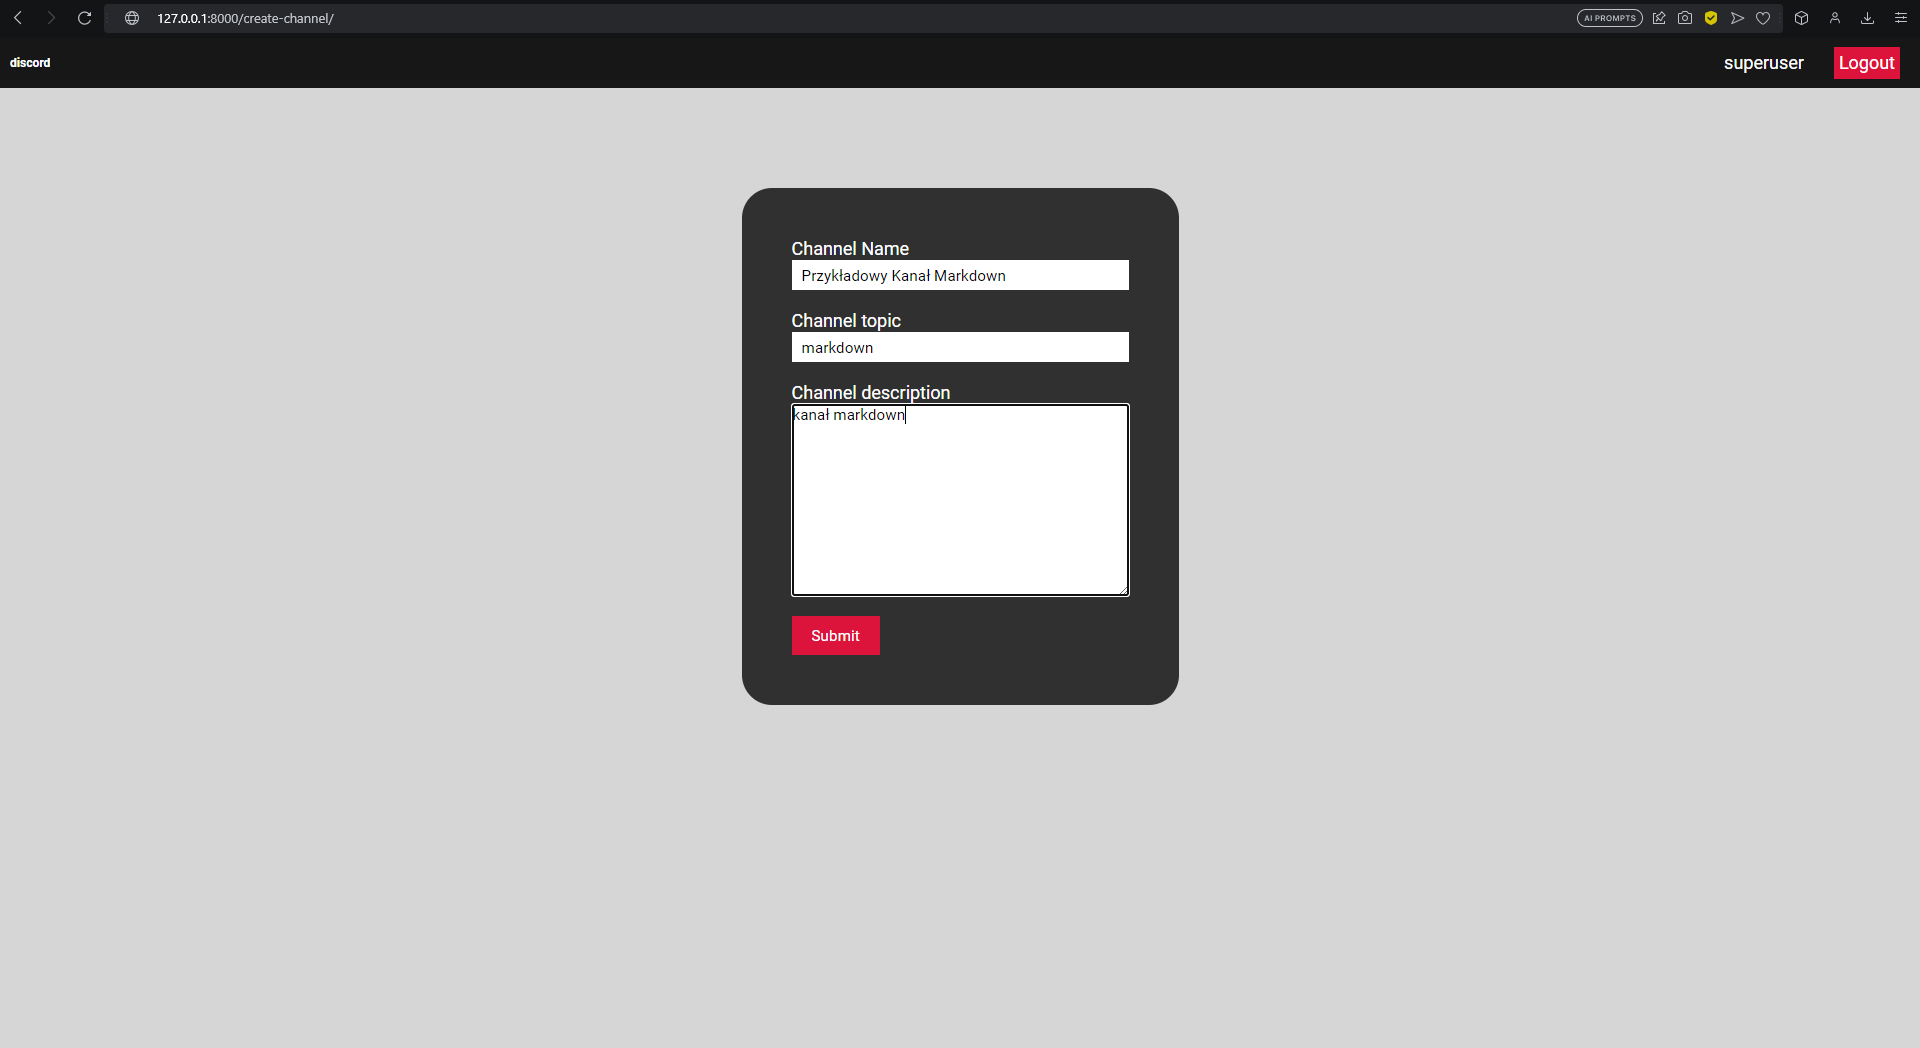 127.0.0.1:8000/create-channel/
AI PROMPTS
discord
superuser
Logout
Channel Name
Przykładowy Kanał Markdown
Channel topic
markdown
Channel description
kanał markdown
Submit